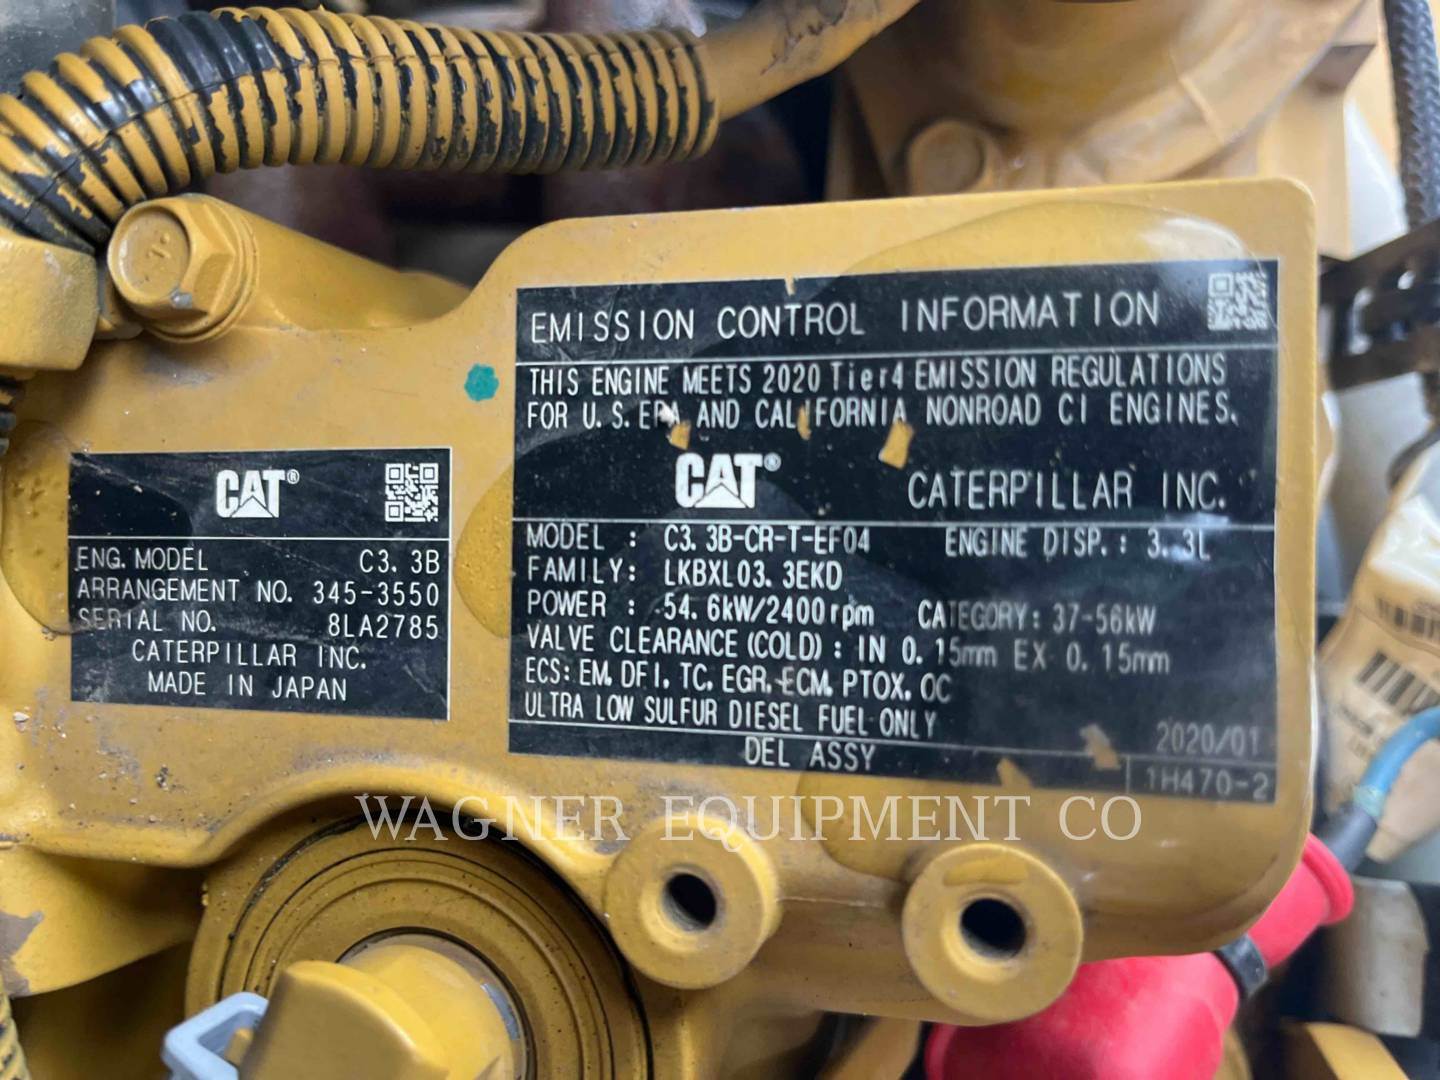 CAT®
ENG. MODEL C3. 3B
ARRANGEMENT NO. 345-3550
SERIAL NO. 8LA2785
CATERPILLAR INC.
MADE IN JAPAN
EMISSION CONTROL INFORMATION
THIS ENGINE MEETS 2020 Tier4 EMISSION REGULATIONS
FOR U. S. EPA AND CALIFORNIA NONROAD CI ENGINES.
CAT® CATERPILLAR INC.
MODEL : C3. 3B-CR-T-EF04 ENGINE DISP. : 3. 3L
FAMILY: LKBXL03. 3EKD
POWER : 54. 6kW/2400rpm CATEGORY: 37-56kW
VALVE CLEARANCE (COLD) : IN 0. 15mm EX 0. 15mm
ECS: EM, DFI, TC, EGR, ECM, PTOX, OC
ULTRA LOW SULFUR DIESEL FUEL ONLY
2020/01
DEL ASSY
1H470-2
WAGNER EQUIPMENT CO